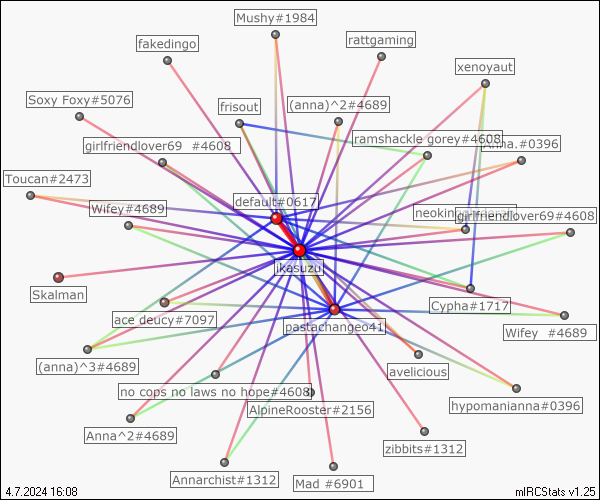 Mushy#1984
fakedingo
rattgaming
xenoyaut
Soxy Foxy#5076
frisout
(anna)^2#4689
girlfriendlover69 #4608
ramshackle gorey#4608
Anna.#0396
Toucan#2473
default#0617
Wifey#4689
girlfriendlover69#4608
ikasuzu
Skalman
Cypha#1717
ace deucy#7097
pastachangeo41
Wifey #4689
(anna)^3#4689
avelicious
no cops no laws no hope#4608
AlpineRooster#2156
hypomanianna#0396
Anna^2#4689
zibbits#1312
Annarchist#1312
Mad #6901
4.7.2024 16:08
mIRCStats v1.25